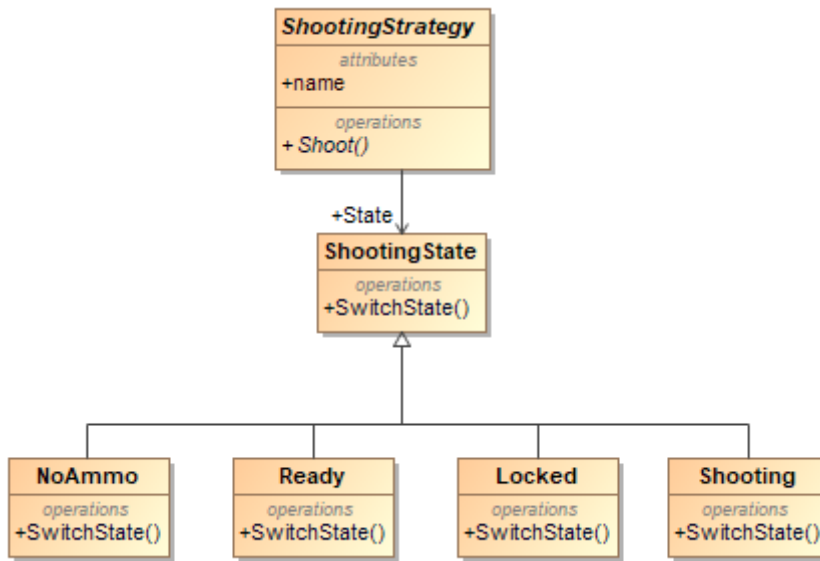 ShootingStrategy
attributes
+name
operations
+ Shoot()
+State
ShootingState
operations
+SwitchState()
NoAmmo
operations
+SwitchState()
Ready
operations
+SwitchState()
Locked
operations
+SwitchState()
Shooting
operations
+SwitchState()